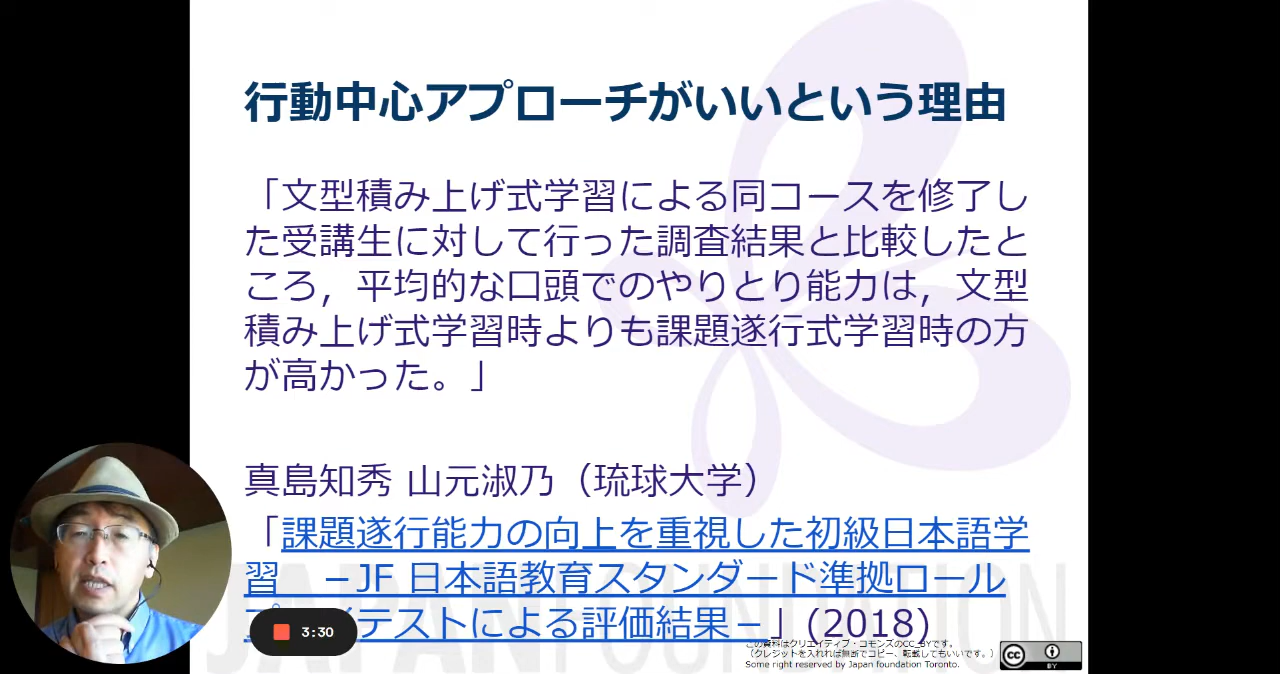 行動中心アプローチがいいという理由
「文型積み上げ式学習による同コースを修了し
た受講生に対して行った調査結果と比較したと
ころ，平均的な口頭でのやりとり能力は，文型
積み上げ式学習時よりも課題遂行式学習時の方
が高かった。」
真島知秀 山元淑乃（琉球大学）
「課題遂行能力の向上を重視した初級日本語学
習　－JF 日本語教育スタンダード準拠ロール
テストによる評価結果－」(2018)
3:30
この資料はクリエイティブ・コモンズのCC_BYです。
（クレジットを入れれば無断でコピー、転載してもいいです。）
Some right reserved by Japan foundation Toronto.
cc BY
JAPAN FOUNDATION